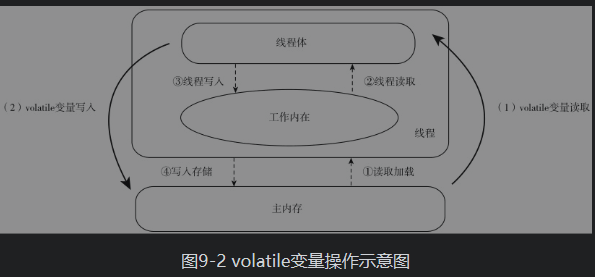 线程体
③线程写入
②线程读取
（2）volatile变量写入
（1）volatile变量读取
工作内在
线程
④写入存储
①读取加载
主内存
图9-2 volatile变量操作示意图